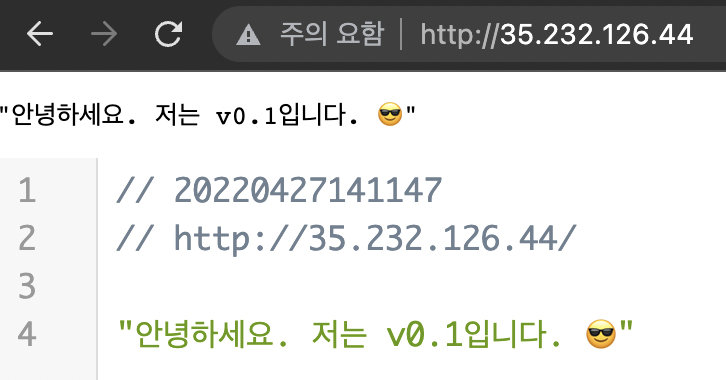 주의 요함 | http://35.232.126.44
"안녕하세요. 저는 v0.1입니다. 😎"
1 // 20220427141147
2 // http://35.232.126.44/
3
4 "안녕하세요. 저는 v0.1입니다. 😎"